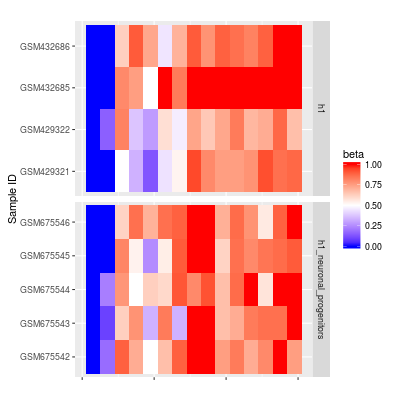 GSM432686
GSM432685
GSM429322
GSM429321
h1
GSM675546
GSM675545
GSM675544
GSM675543
GSM675542
h1_neuronal_progenitors
Sample ID
beta
1.00
0.75
0.50
0.25
0.00